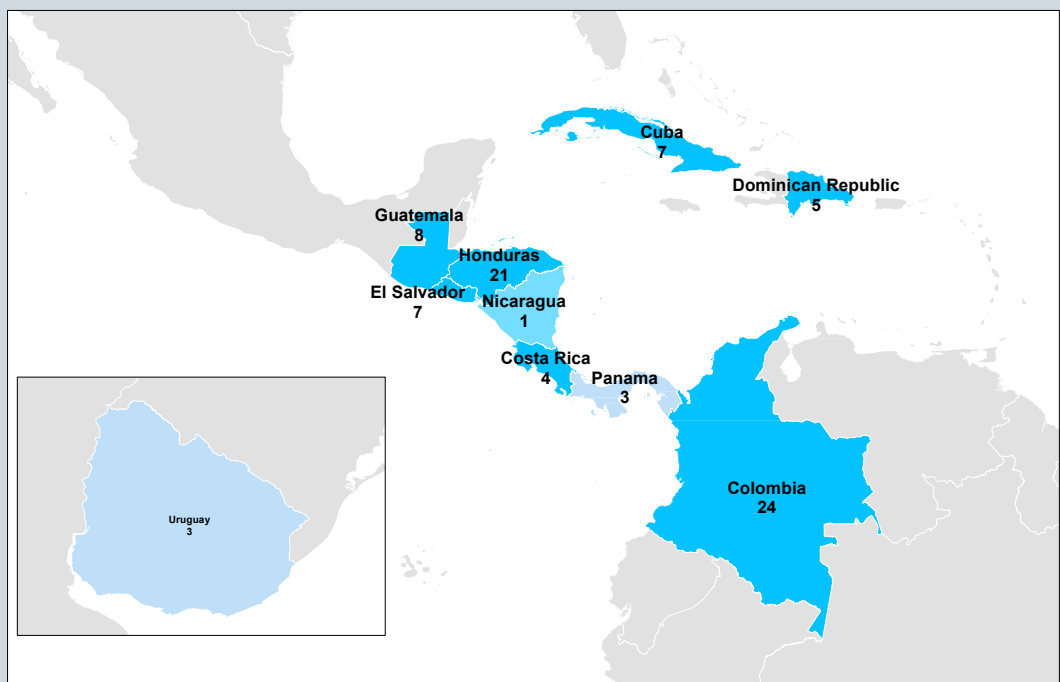 Cuba
7
Dominican Republic
5
Guatemala
8
Honduras
21
El Salvador
7
Nicaragua
1
Costa Rica
4
Panama
3
Colombia
24
Uruguay
3